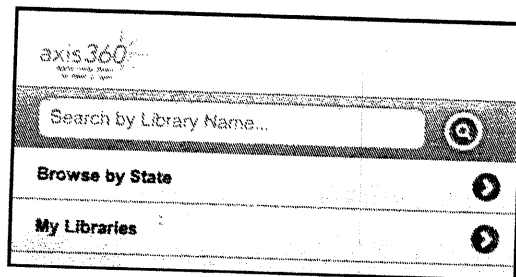 axis360
Search by Library Name...
Browse by State
My Libraries